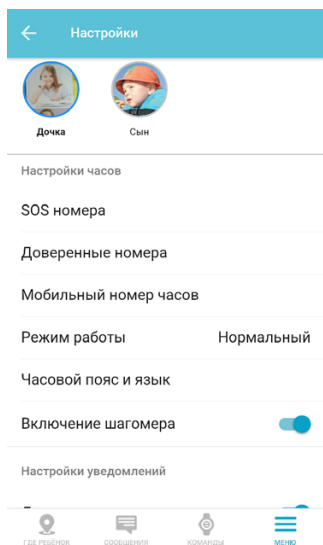 Настройки
Дочка
Сын
Настройки часов
SOS номера
Доверенные номера
Мобильный номер часов
Режим работы Нормальный
Часовой пояс и язык
Включение шагомера
Настройки уведомлений
ГДЕ РЕБЁНОК СООБЩЕНИЯ КОМАНДЫ МЕНЮ